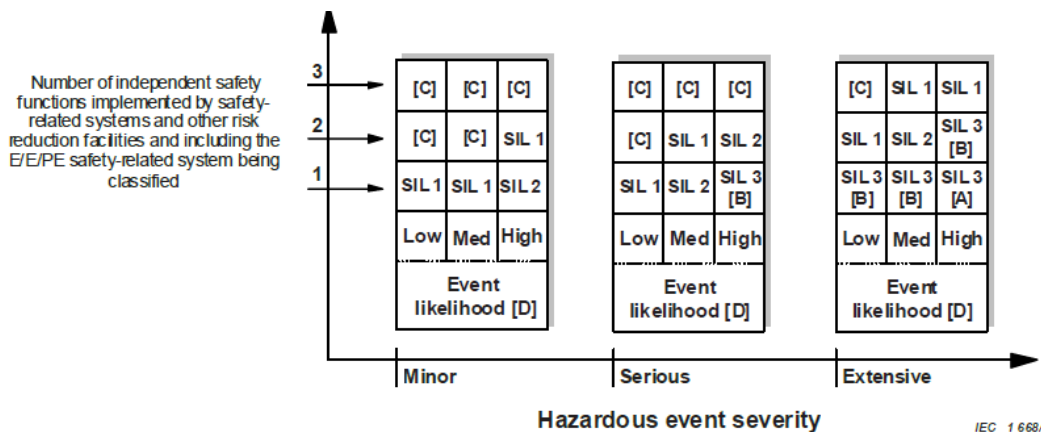 Number of independent safety
functions implemented by safety-
related systems and other risk
reduction facilities and including the
E/E/PE safety-related system being
classified
3
2
1
[C] [C] [C]
[C] [C] SIL 1
SIL 1 SIL 1 SIL 2
Low Med High
Event
likelihood [D]
[C] [C] [C]
[C] SIL 1 SIL 2
SIL 1 SIL 2 SIL 3 [B]
Low Med High
Event
likelihood [D]
[C] SIL 1 SIL 1
SIL 1 SIL 2 SIL 3 [B]
SIL 3 [B] SIL 3 [B] SIL 3 [A]
Low Med High
Event
likelihood [D]
Minor
Serious
Extensive
Hazardous event severity
IEC 1 668/